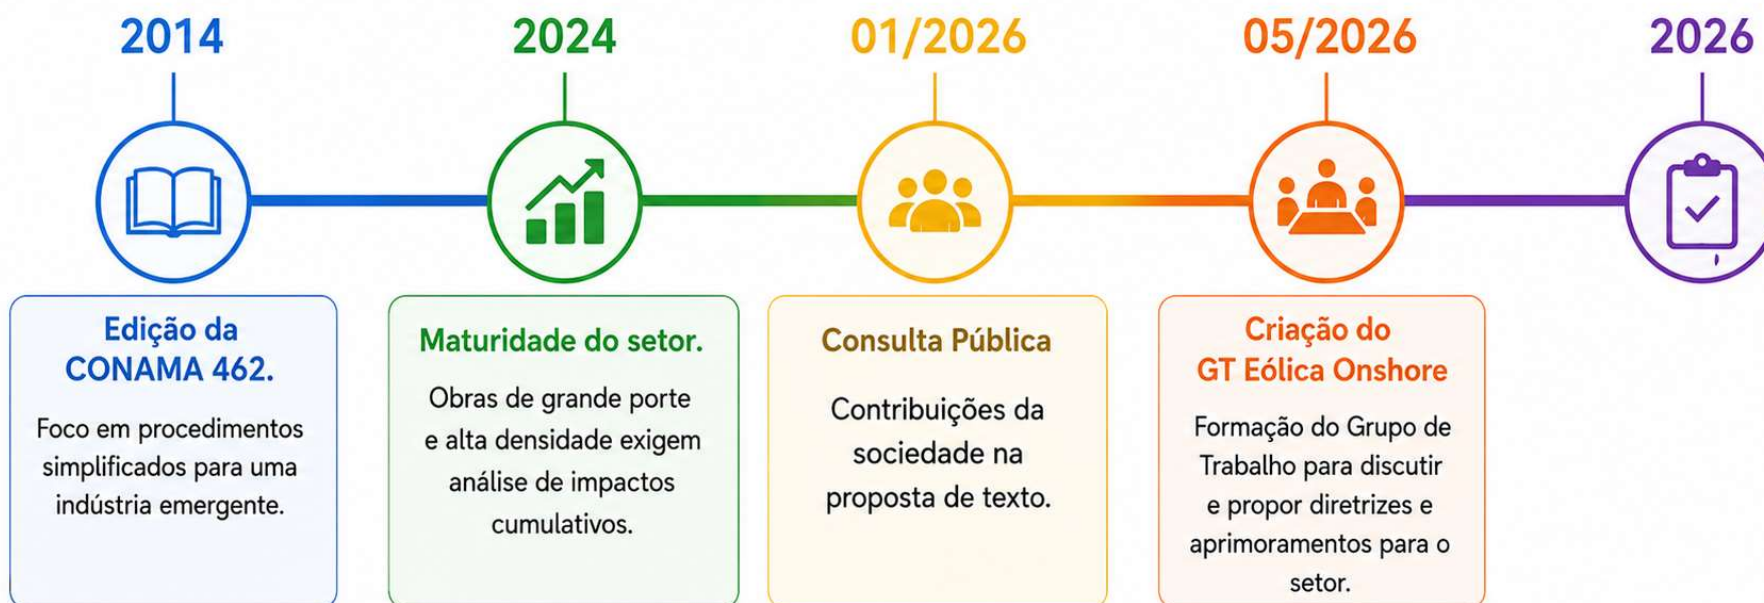 2014
2024
01/2026
05/2026
2026
Edição da
CONAMA 462.
Foco em procedimentos
simplificados para uma
indústria emergente.
Maturidade do setor.
Obras de grande porte
e alta densidade exigem
análise de impactos
cumulativos.
Consulta Pública
Contribuições da
sociedade na
proposta de texto.
Criação do
GT Eólica Onshore
Formação do Grupo de
Trabalho para discutir
e propor diretrizes e
aprimoramentos para o
setor.